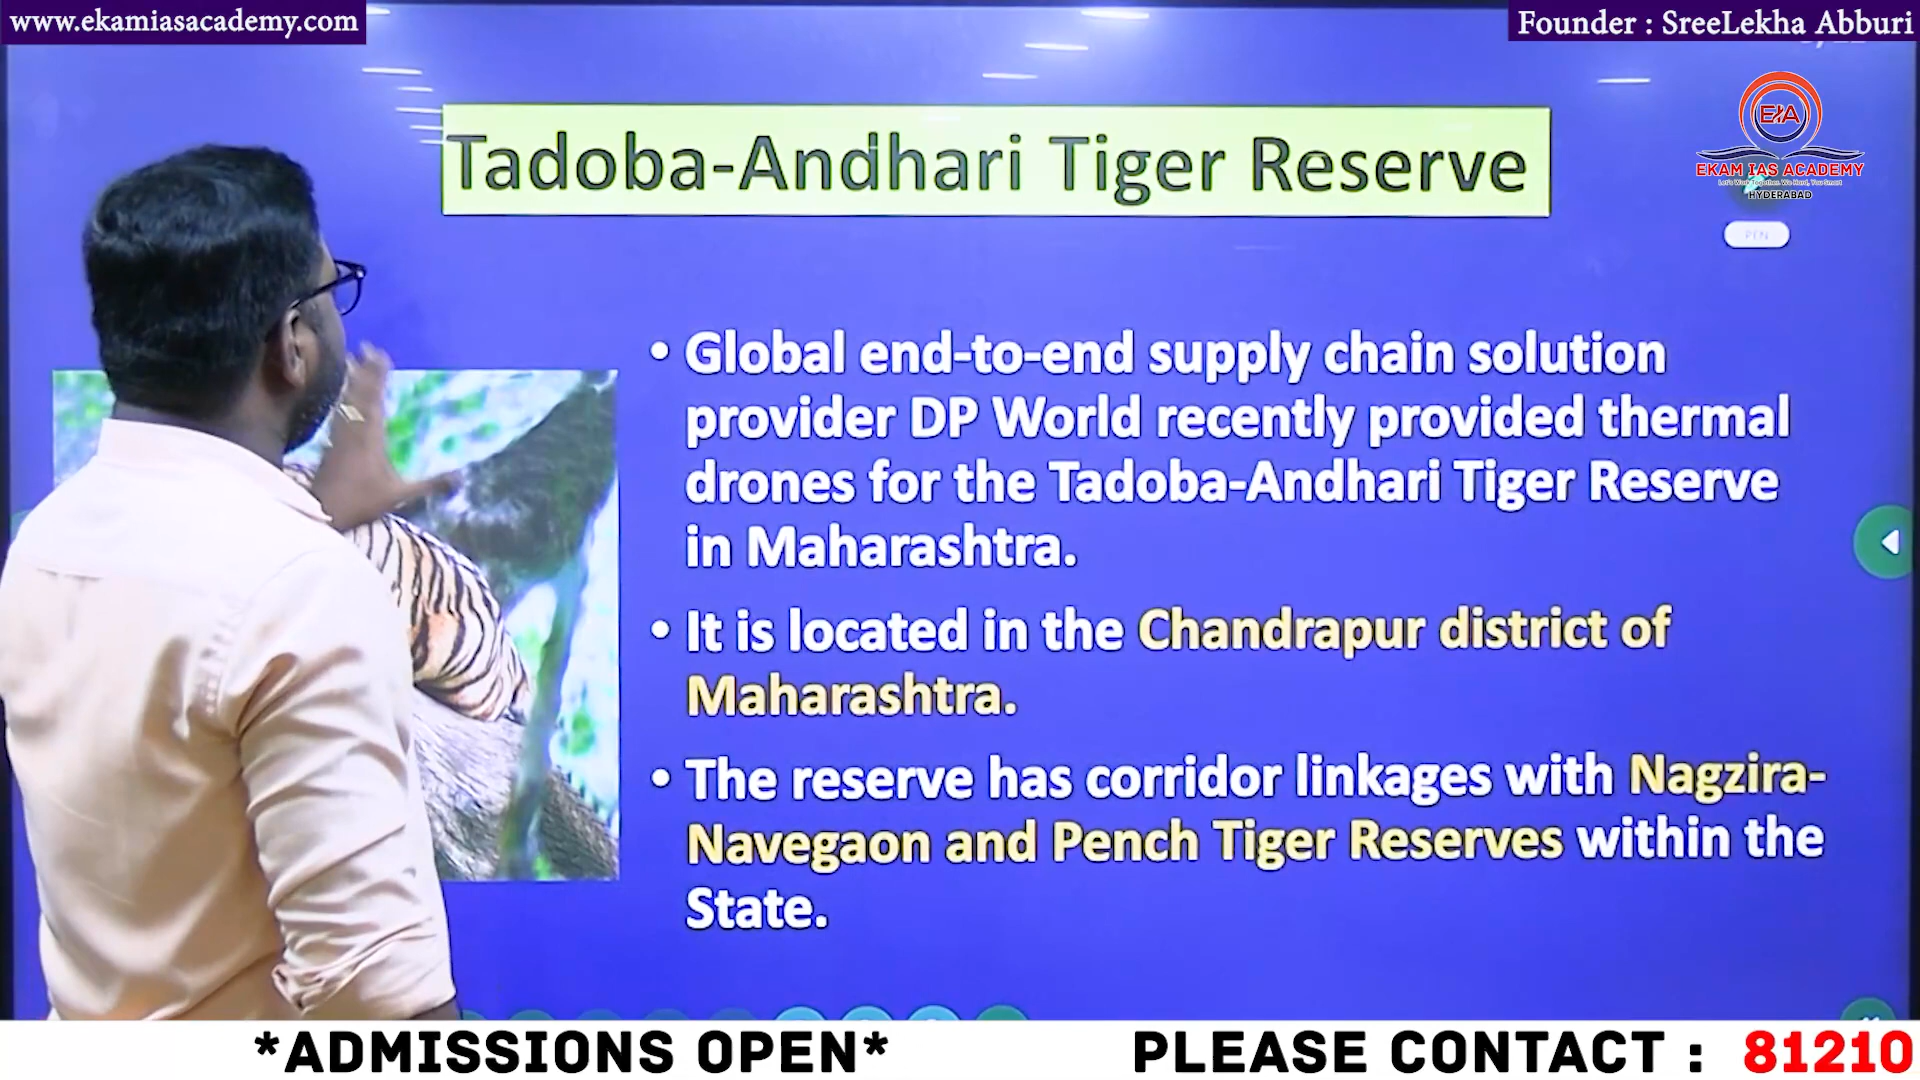 www.ekamiasacademy.com
Founder : SreeLekha Abburi
Tadoba-Andhari Tiger Reserve
EIA
EKAM IAS ACADEMY
HYDERABAD
PEN
• Global end-to-end supply chain solution
provider DP World recently provided thermal
drones for the Tadoba-Andhari Tiger Reserve
in Maharashtra.
• It is located in the Chandrapur district of
Maharashtra.
• The reserve has corridor linkages with Nagzira-
Navegaon and Pench Tiger Reserves within the
State.
*ADMISSIONS OPEN*
PLEASE CONTACT : 81210